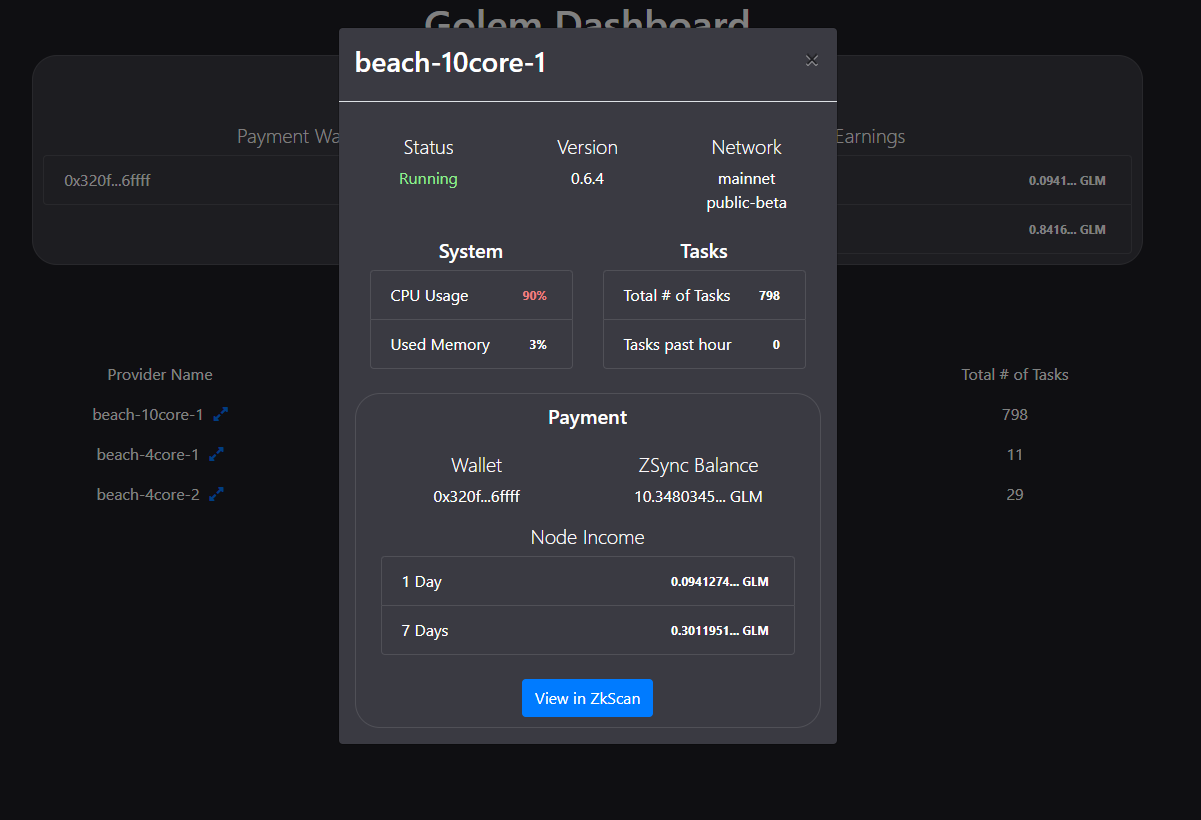 Golem Dashboard
beach-10core-1 ×
Payment Wa
Earnings
0x320f...6ffff
0.0941... GLM
0.8416... GLM
Status Version Network
Running 0.6.4 mainnet
public-beta
System Tasks
CPU Usage 90% Total # of Tasks 798
Used Memory 3% Tasks past hour 0
Payment
Wallet ZSync Balance
0x320f...6ffff 10.3480345... GLM
Node Income
1 Day 0.0941274... GLM
7 Days 0.3011951... GLM
View in ZkScan
Provider Name Total # of Tasks
beach-10core-1 798
beach-4core-1 11
beach-4core-2 29